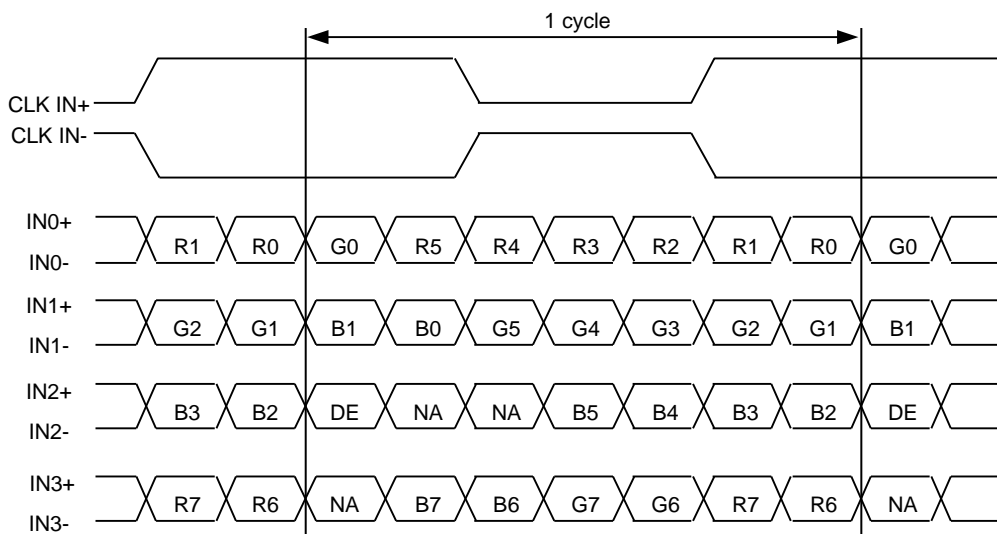 1 cycle
CLK IN+
CLK IN-
IN0+
R1 R0 G0 R5 R4 R3 R2 R1 R0 G0
IN0-
IN1+
G2 G1 B1 B0 G5 G4 G3 G2 G1 B1
IN1-
IN2+
B3 B2 DE NA NA B5 B4 B3 B2 DE
IN2-
IN3+
R7 R6 NA B7 B6 G7 G6 R7 R6 NA
IN3-